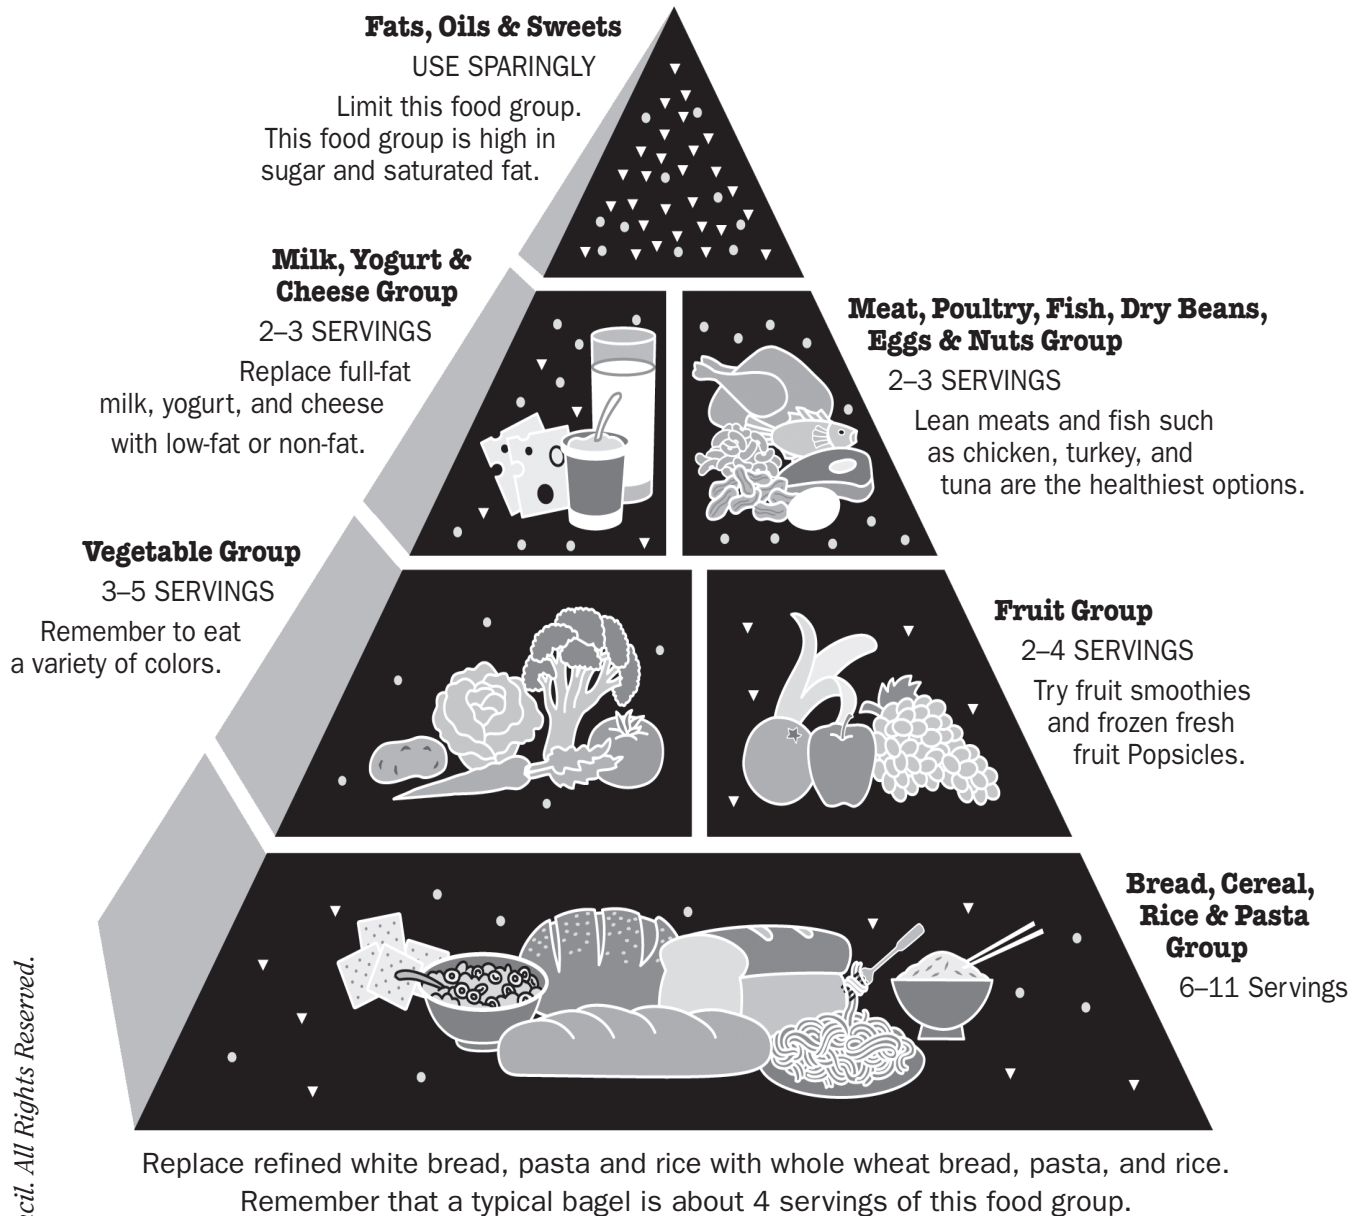 Fats, Oils & Sweets
USE SPARINGLY
Limit this food group.
This food group is high in
sugar and saturated fat.
Milk, Yogurt &
Cheese Group
2–3 SERVINGS
Replace full-fat
milk, yogurt, and cheese
with low-fat or non-fat.
Meat, Poultry, Fish, Dry Beans,
Eggs & Nuts Group
2–3 SERVINGS
Lean meats and fish such
as chicken, turkey, and
tuna are the healthiest options.
Vegetable Group
3–5 SERVINGS
Remember to eat
a variety of colors.
Fruit Group
2–4 SERVINGS
Try fruit smoothies
and frozen fresh
fruit Popsicles.
Bread, Cereal,
Rice & Pasta
Group
6–11 Servings
Replace refined white bread, pasta and rice with whole wheat bread, pasta, and rice.
Remember that a typical bagel is about 4 servings of this food group.
All Rights Reserved.